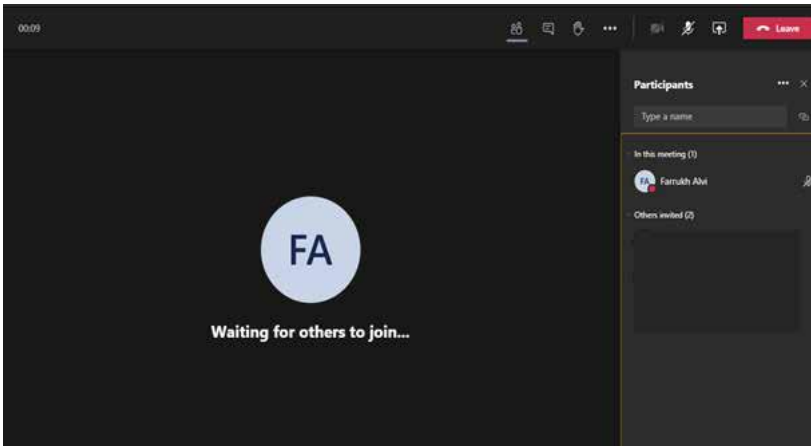 00:09
Leave
Participants
Type a name
In this meeting (1)
FA Farrukh Alvi
Others invited (2)
FA
Waiting for others to join...